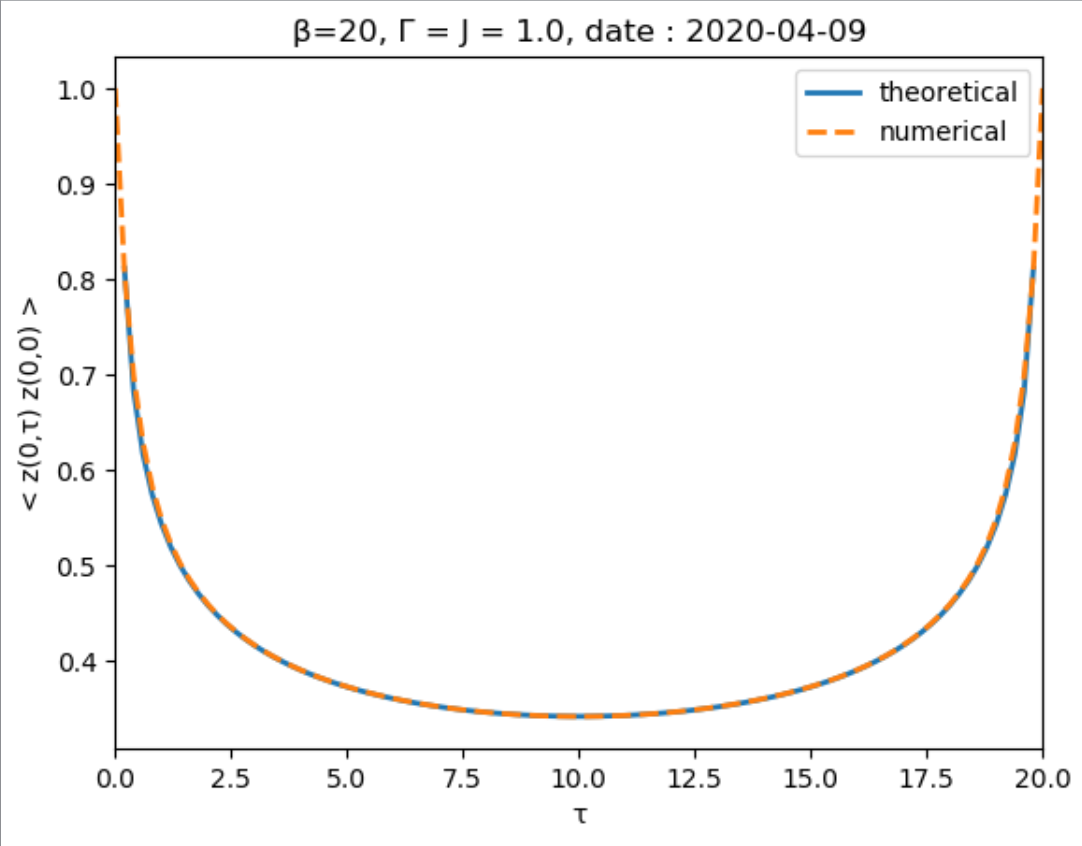 β=20, Γ = J = 1.0, date : 2020-04-09
theoretical
numerical
< z(0,τ) z(0,0) >
1.0
0.9
0.8
0.7
0.6
0.5
0.4
0.0 2.5 5.0 7.5 10.0 12.5 15.0 17.5 20.0
τ